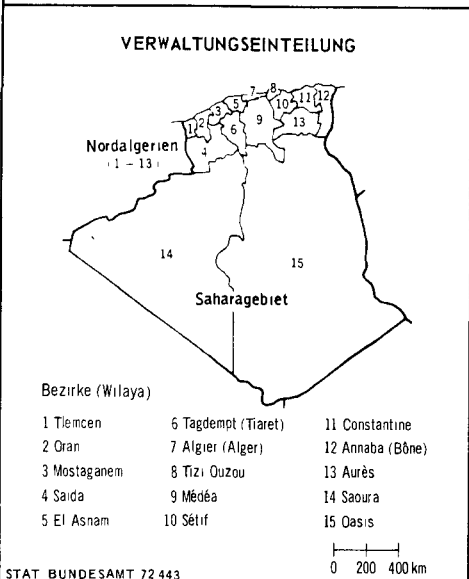 VERWALTUNGSEINTEILUNG
7 8
1 2 3 5 10 11 12
6 9 13
Nordalgerien
(1 – 13)
4
14
15
Saharagebiet
Bezirke (Wilaya)
1 Tlemcen
2 Oran
3 Mostaganem
4 Saida
5 El Asnam
6 Tagdempt (Tiaret)
7 Algier (Alger)
8 Tizi Ouzou
9 Médéa
10 Sétif
11 Constantine
12 Annaba (Bône)
13 Aurès
14 Saoura
15 Oasis
0 200 400 km
STAT BUNDESAMT 72 443